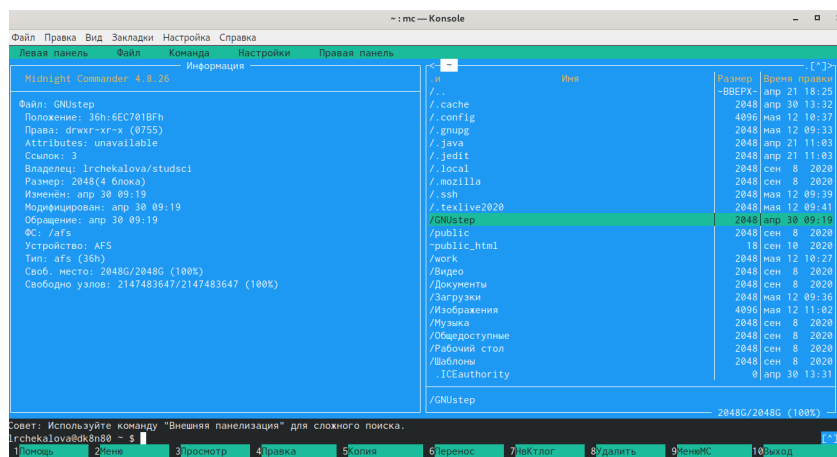 ~ : mc — Konsole
Файл Правка Вид Закладки Настройка Справка
Левая панель Файл Команда Настройки Правая панель
Информация
Midnight Commander 4.8.26
Файл: GNUstep
Положение: 36h:6EC701BFh
Права: drwxr-xr-x (0755)
Attributes: unavailable
Ссылок: 3
Владелец: lrchekalova/studsci
Размер: 2048(4 блока)
Изменён: апр 30 09:19
Модифицирован: апр 30 09:19
Обращение: апр 30 09:19
ФС: /afs
Устройство: AFS
Тип: afs (36h)
Своб. место: 2048G/2048G (100%)
Свободно узлов: 2147483647/2147483647 (100%)
<- ~ .[^]>
.и Имя Размер Время правки
/.. -ВВЕРХ- апр 21 18:25
/.cache 2048 апр 30 13:32
/.config 4096 мая 12 10:37
/.gnupg 2048 мая 12 09:33
/.java 2048 апр 21 11:03
/.jedit 2048 апр 21 11:03
/.local 2048 сен 8 2020
/.mozilla 2048 сен 8 2020
/.ssh 2048 мая 12 09:39
/.texlive2020 2048 мая 12 09:41
/GNUstep 2048 апр 30 09:19
/public 2048 сен 8 2020
~public_html 18 сен 10 2020
/work 2048 мая 12 10:27
/Видео 2048 сен 8 2020
/Документы 2048 сен 8 2020
/Загрузки 2048 мая 12 09:36
/Изображения 4096 мая 12 11:02
/Музыка 2048 сен 8 2020
/Общедоступные 2048 сен 8 2020
/Рабочий стол 2048 сен 8 2020
/Шаблоны 2048 сен 8 2020
.ICEauthority 0 апр 30 13:31
/GNUstep
2048G/2048G (100%)
Совет: Используйте команду "Внешняя панелизация" для сложного поиска.
lrchekalova@dk8n80 ~ $ [^]
1Помощь 2Меню 3Просмотр 4Правка 5Копия 6Перенос 7НвКтлог 8Удалить 9МенюМС 10Выход